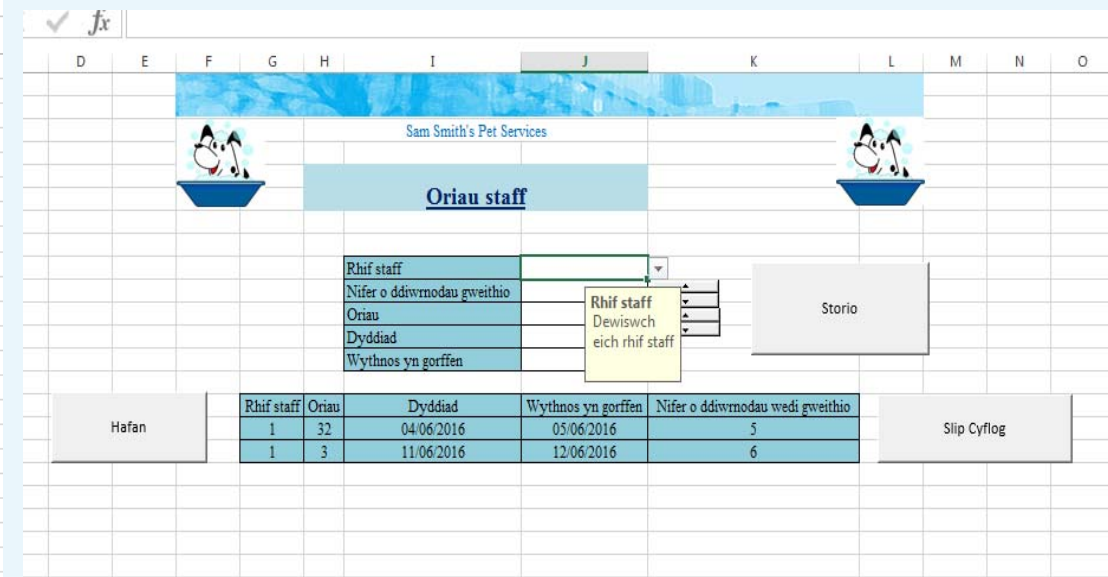 fx
D E F G H I J K L M N O
Sam Smith's Pet Services
Oriau staff
Rhif staff
Nifer o ddiwrnodau gweithio
Oriau
Dyddiad
Wythnos yn gorffen
Rhif staff
Dewiswch
eich rhif staff
Storio
Hafan
Rhif staff Oriau Dyddiad Wythnos yn gorffen Nifer o ddiwrnodau wedi gweithio
1 32 04/06/2016 05/06/2016 5
1 3 11/06/2016 12/06/2016 6
Slip Cyflog